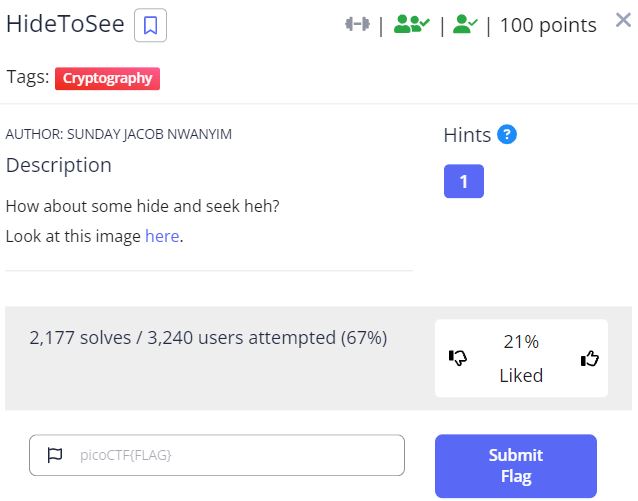 HideToSee | | | 100 points
Tags: Cryptography
AUTHOR: SUNDAY JACOB NWANYIM
Description
How about some hide and seek heh?
Look at this image here.
Hints ?
1
2,177 solves / 3,240 users attempted (67%)
21%
Liked
picoCTF{FLAG}
Submit
Flag